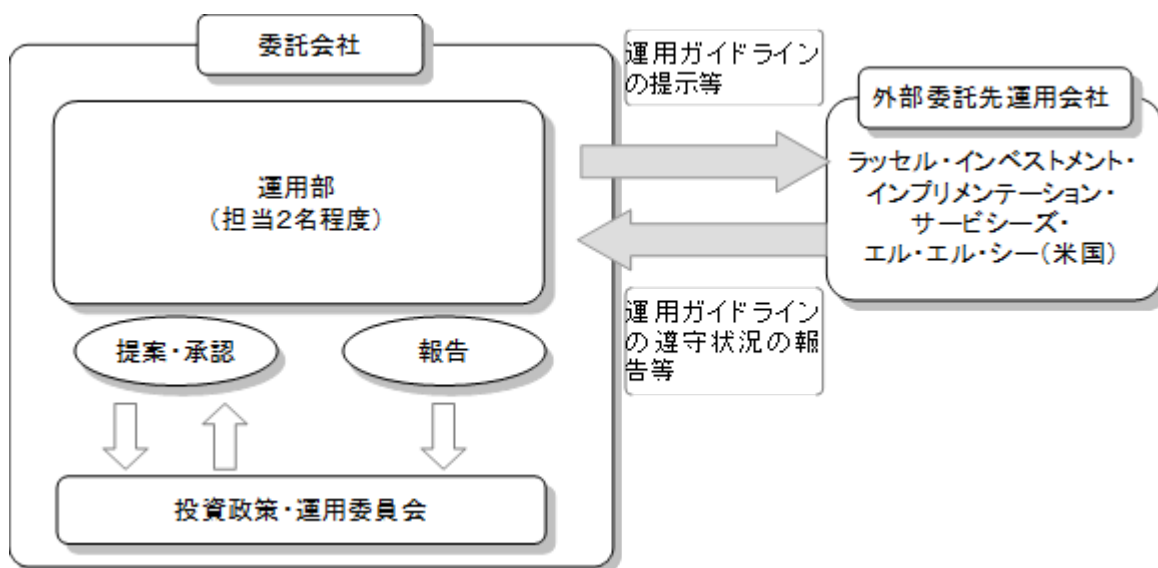 委託会社
運用部
(担当2名程度)
提案・承認
報告
投資政策・運用委員会
運用ガイドライン
の提示等
運用ガイドライン
の遵守状況の報
告等
外部委託先運用会社
ラッセル・インベストメント・
インプリメンテーション・
サービシーズ・
エル・エル・シー(米国)